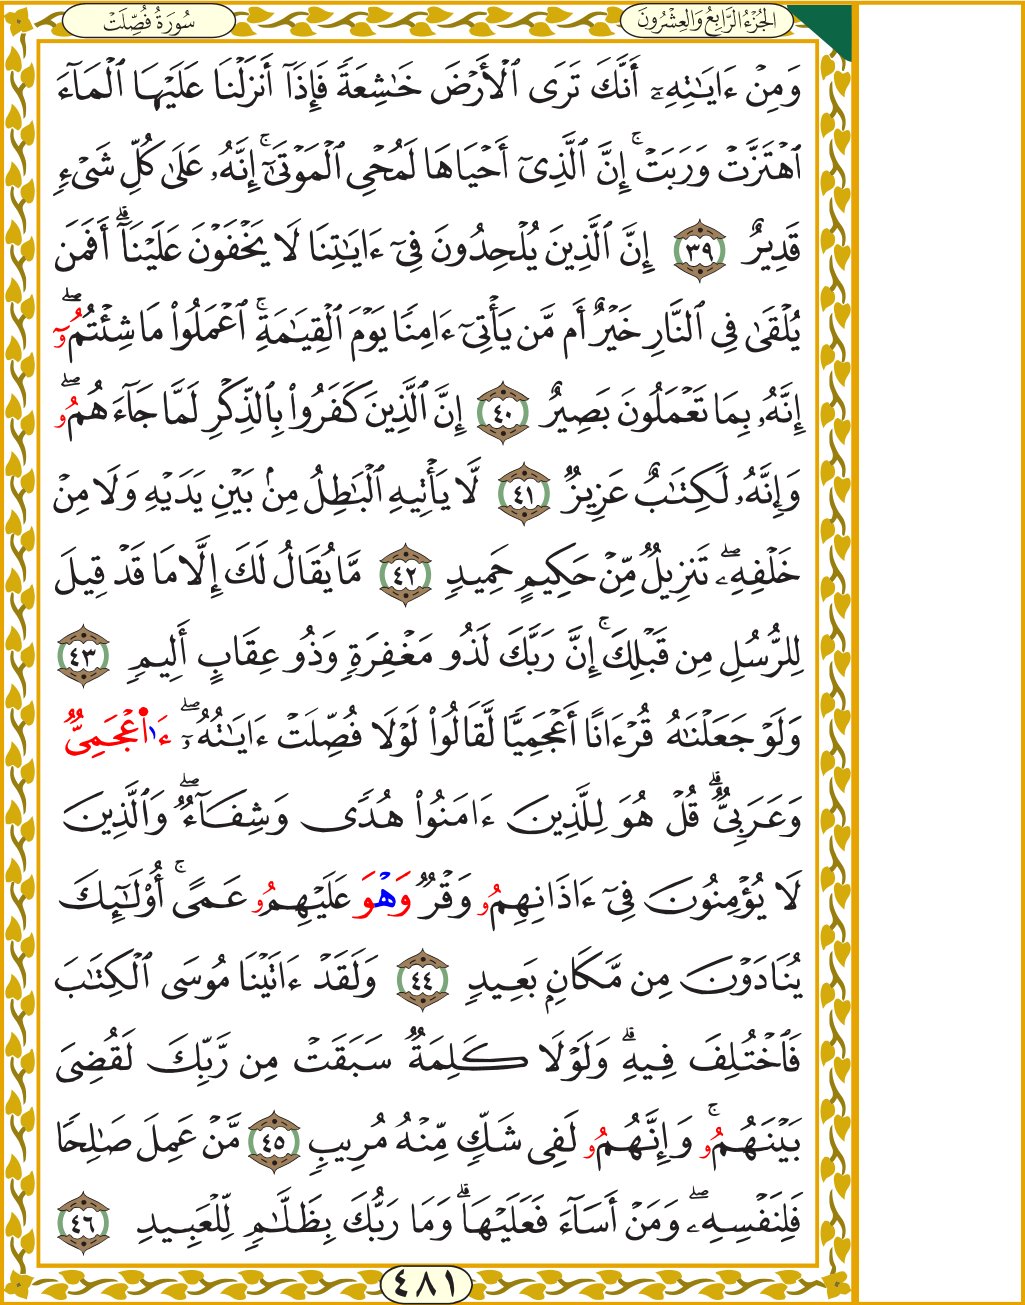 الجُزْءُ الرَّابِعُ وَالعِشْرُونَ
سُورَةُ فُصِّلَتْ
وَمِنْ ءَايَٰتِهِۦٓ أَنَّكَ تَرَى ٱلْأَرْضَ خَٰشِعَةً فَإِذَآ أَنزَلْنَا عَلَيْهَا ٱلْمَآءَ
ٱهْتَزَّتْ وَرَبَتْ ۚ إِنَّ ٱلَّذِىٓ أَحْيَاهَا لَمُحْىِ ٱلْمَوْتَىٰٓ ۚ إِنَّهُۥ عَلَىٰ كُلِّ شَىْءٍ
قَدِيرٌ ٣٩ إِنَّ ٱلَّذِينَ يُلْحِدُونَ فِىٓ ءَايَٰتِنَا لَا يَخْفَوْنَ عَلَيْنَآ ۗ أَفَمَن
يُلْقَىٰ فِى ٱلنَّارِ خَيْرٌ أَم مَّن يَأْتِىٓ ءَامِنًا يَوْمَ ٱلْقِيَٰمَةِ ۚ ٱعْمَلُوا۟ مَا شِئْتُمُۥٓ ۖ
إِنَّهُۥ بِمَا تَعْمَلُونَ بَصِيرٌ ٤٠ إِنَّ ٱلَّذِينَ كَفَرُوا۟ بِٱلذِّكْرِ لَمَّا جَآءَهُمُۥ ۖ
وَإِنَّهُۥ لَكِتَٰبٌ عَزِيزٌ ٤١ لَّا يَأْتِيهِ ٱلْبَٰطِلُ مِنۢ بَيْنِ يَدَيْهِ وَلَا مِنْ
خَلْفِهِۦ ۖ تَنزِيلٌ مِّنْ حَكِيمٍ حَمِيدٍ ٤٢ مَّا يُقَالُ لَكَ إِلَّا مَا قَدْ قِيلَ
لِلرُّسُلِ مِن قَبْلِكَ ۚ إِنَّ رَبَّكَ لَذُو مَغْفِرَةٍ وَذُو عِقَابٍ أَلِيمٍ ٤٣
وَلَوْ جَعَلْنَٰهُ قُرْءَانًا أَعْجَمِيًّا لَّقَالُوا۟ لَوْلَا فُصِّلَتْ ءَايَٰتُهُۥٓ ۖ ءَا۬عْجَمِىٌّ
وَعَرَبِىٌّ ۗ قُلْ هُوَ لِلَّذِينَ ءَامَنُوا۟ هُدًى وَشِفَآءٌ ۖ وَٱلَّذِينَ
لَا يُؤْمِنُونَ فِىٓ ءَاذَانِهِمُۥ وَقْرٌ وَهْوَ عَلَيْهِمُۥ عَمًى ۚ أُو۟لَٰٓئِكَ
يُنَادَوْنَ مِن مَّكَانٍۭ بَعِيدٍ ٤٤ وَلَقَدْ ءَاتَيْنَا مُوسَى ٱلْكِتَٰبَ
فَٱخْتُلِفَ فِيهِ ۗ وَلَوْلَا كَلِمَةٌ سَبَقَتْ مِن رَّبِّكَ لَقُضِىَ
بَيْنَهُمُۥ ۚ وَإِنَّهُمُۥ لَفِى شَكٍّ مِّنْهُ مُرِيبٍ ٤٥ مَّنْ عَمِلَ صَٰلِحًا
فَلِنَفْسِهِۦ ۖ وَمَنْ أَسَآءَ فَعَلَيْهَا ۗ وَمَا رَبُّكَ بِظَلَّٰمٍ لِّلْعَبِيدِ ٤٦
٤٨١